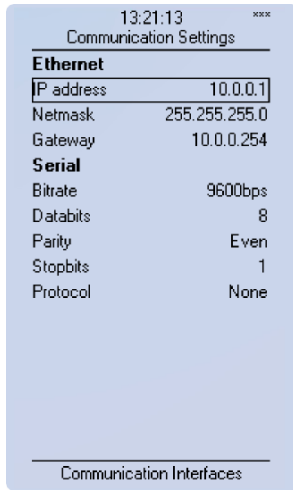 13:21:13 xxx
Communication Settings
Ethernet
IP address 10.0.0.1
Netmask 255.255.255.0
Gateway 10.0.0.254
Serial
Bitrate 9600bps
Databits 8
Parity Even
Stopbits 1
Protocol None
Communication Interfaces